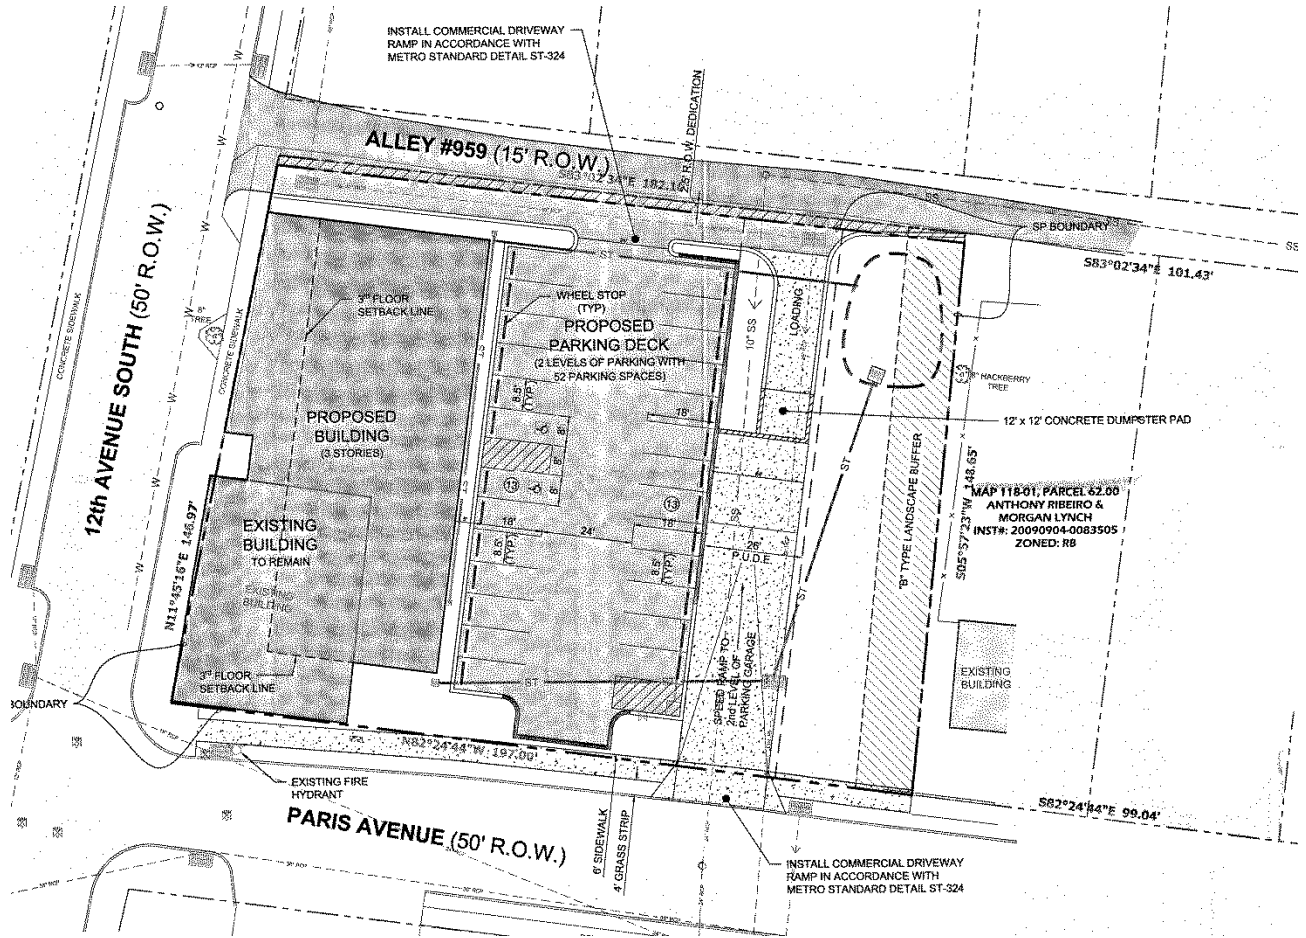 INSTALL COMMERCIAL DRIVEWAY
RAMP IN ACCORDANCE WITH
METRO STANDARD DETAIL ST-324
ALLEY #959 (15' R.O.W.)
R.O.W. DEDICATION
SP BOUNDARY
S83°02'34"E 101.43'
12th AVENUE SOUTH (50' R.O.W.)
CONCRETE SIDEWALK
CONCRETE SIDEWALK
8"
TREE
3rd FLOOR
SETBACK LINE
WHEEL STOP
(TYP)
PROPOSED
PARKING DECK
(2 LEVELS OF PARKING WITH
52 PARKING SPACES)
10" SS
LOADING
HACKBERRY
TREE
8.5'
(TYP)
18'
12' x 12' CONCRETE DUMPSTER PAD
PROPOSED
BUILDING
(3 STORIES)
8'
8'
8'
13
13
"B" TYPE LANDSCAPE BUFFER
S05°57'23"W 148.65'
MAP 118-01, PARCEL 62.00
ANTHONY RIBEIRO &
MORGAN LYNCH
INST#: 20090904-0083505
ZONED: R8
N11°45'16"E 146.97'
EXISTING
BUILDING
TO REMAIN
EXISTING
BUILDING
18'
24'
18'
8.5'
(TYP)
8.5'
(TYP)
P.U.D.E.
SPEED RAMP TO
2nd LEVEL OF
PARKING GARAGE
3rd FLOOR
SETBACK LINE
EXISTING
BUILDING
BOUNDARY
N82°24'44"W 197.00'
EXISTING FIRE
HYDRANT
PARIS AVENUE (50' R.O.W.)
6' SIDEWALK
4' GRASS STRIP
S82°24'44"E 99.04'
INSTALL COMMERCIAL DRIVEWAY
RAMP IN ACCORDANCE WITH
METRO STANDARD DETAIL ST-324